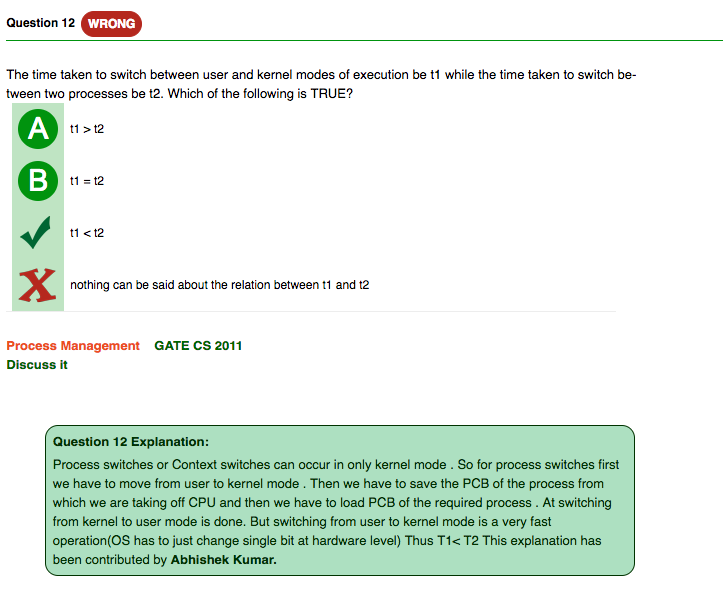 Question 12 WRONG
The time taken to switch between user and kernel modes of execution be t1 while the time taken to switch be-
tween two processes be t2. Which of the following is TRUE?
A t1 > t2
B t1 = t2
t1 < t2
nothing can be said about the relation between t1 and t2
Process Management GATE CS 2011
Discuss it
Question 12 Explanation:
Process switches or Context switches can occur in only kernel mode . So for process switches first
we have to move from user to kernel mode . Then we have to save the PCB of the process from
which we are taking off CPU and then we have to load PCB of the required process . At switching
from kernel to user mode is done. But switching from user to kernel mode is a very fast
operation(OS has to just change single bit at hardware level) Thus T1< T2 This explanation has
been contributed by Abhishek Kumar.